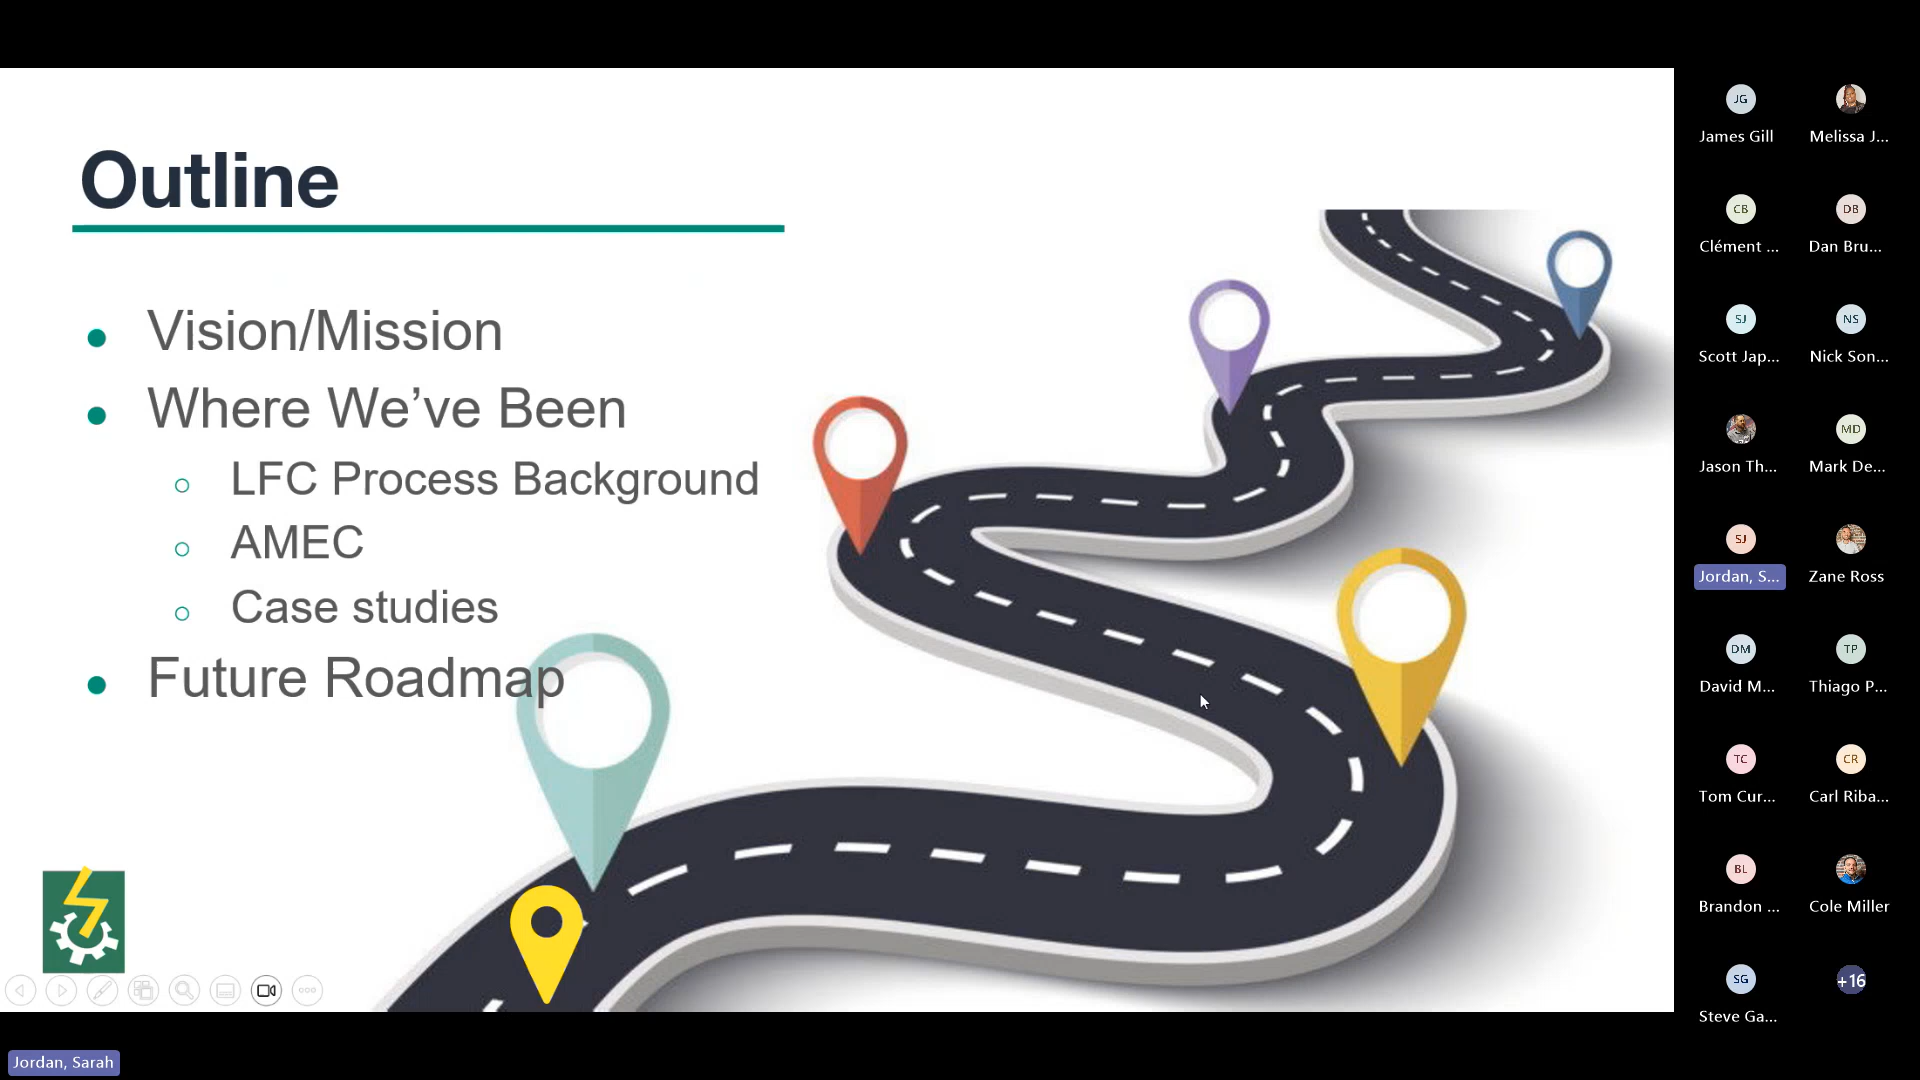 Outline
Vision/Mission
Where We’ve Been
LFC Process Background
AMEC
Case studies
Future Roadmap
Jordan, Sarah
JG
James Gill
Melissa J...
CB
Clément ...
DB
Dan Bru...
SJ
Scott Jap...
NS
Nick Son...
Jason Th...
MD
Mark De...
SJ
Jordan, S...
Zane Ross
DM
David M...
TP
Thiago P...
TC
Tom Cur...
CR
Carl Riba...
BL
Brandon ...
Cole Miller
SG
Steve Ga...
+16